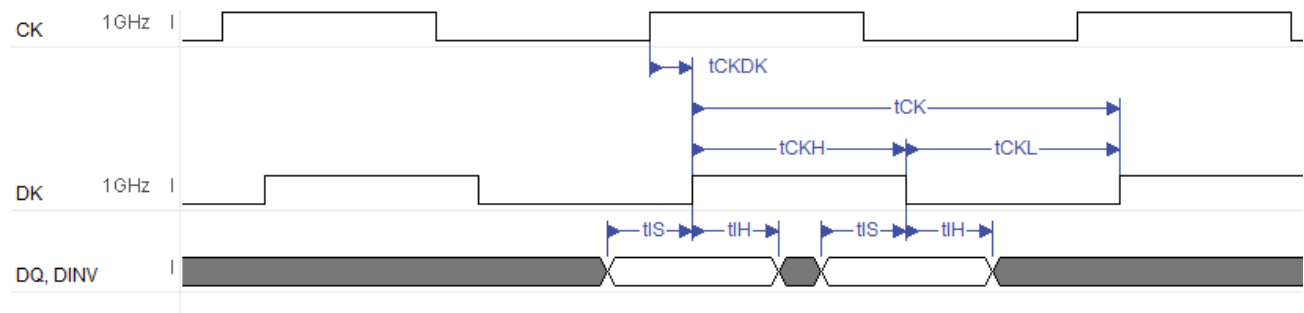 CK 1GHz I
tCKDK
tCK
tCKH tCKL
DK 1GHz I
tIS tIH tIS tIH
DQ, DINV I